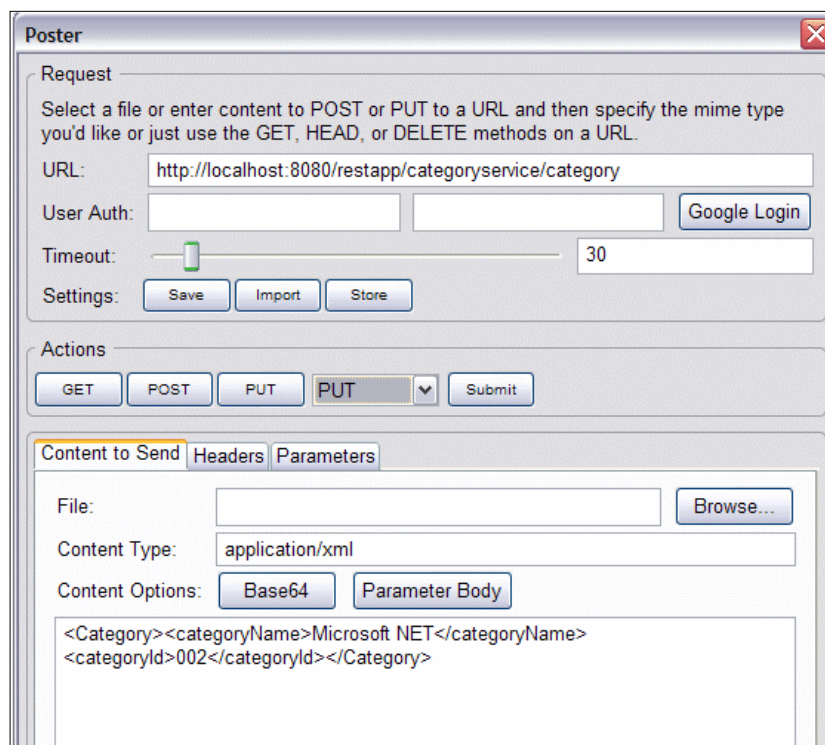 Poster
Request
Select a file or enter content to POST or PUT to a URL and then specify the mime type
you'd like or just use the GET, HEAD, or DELETE methods on a URL.
URL: http://localhost:8080/restapp/categoryservice/category
User Auth: Google Login
Timeout: 30
Settings: Save Import Store
Actions
GET POST PUT PUT Submit
Content to Send Headers Parameters
File: Browse...
Content Type: application/xml
Content Options: Base64 Parameter Body
<Category><categoryName>Microsoft NET</categoryName>
<categoryId>002</categoryId></Category>